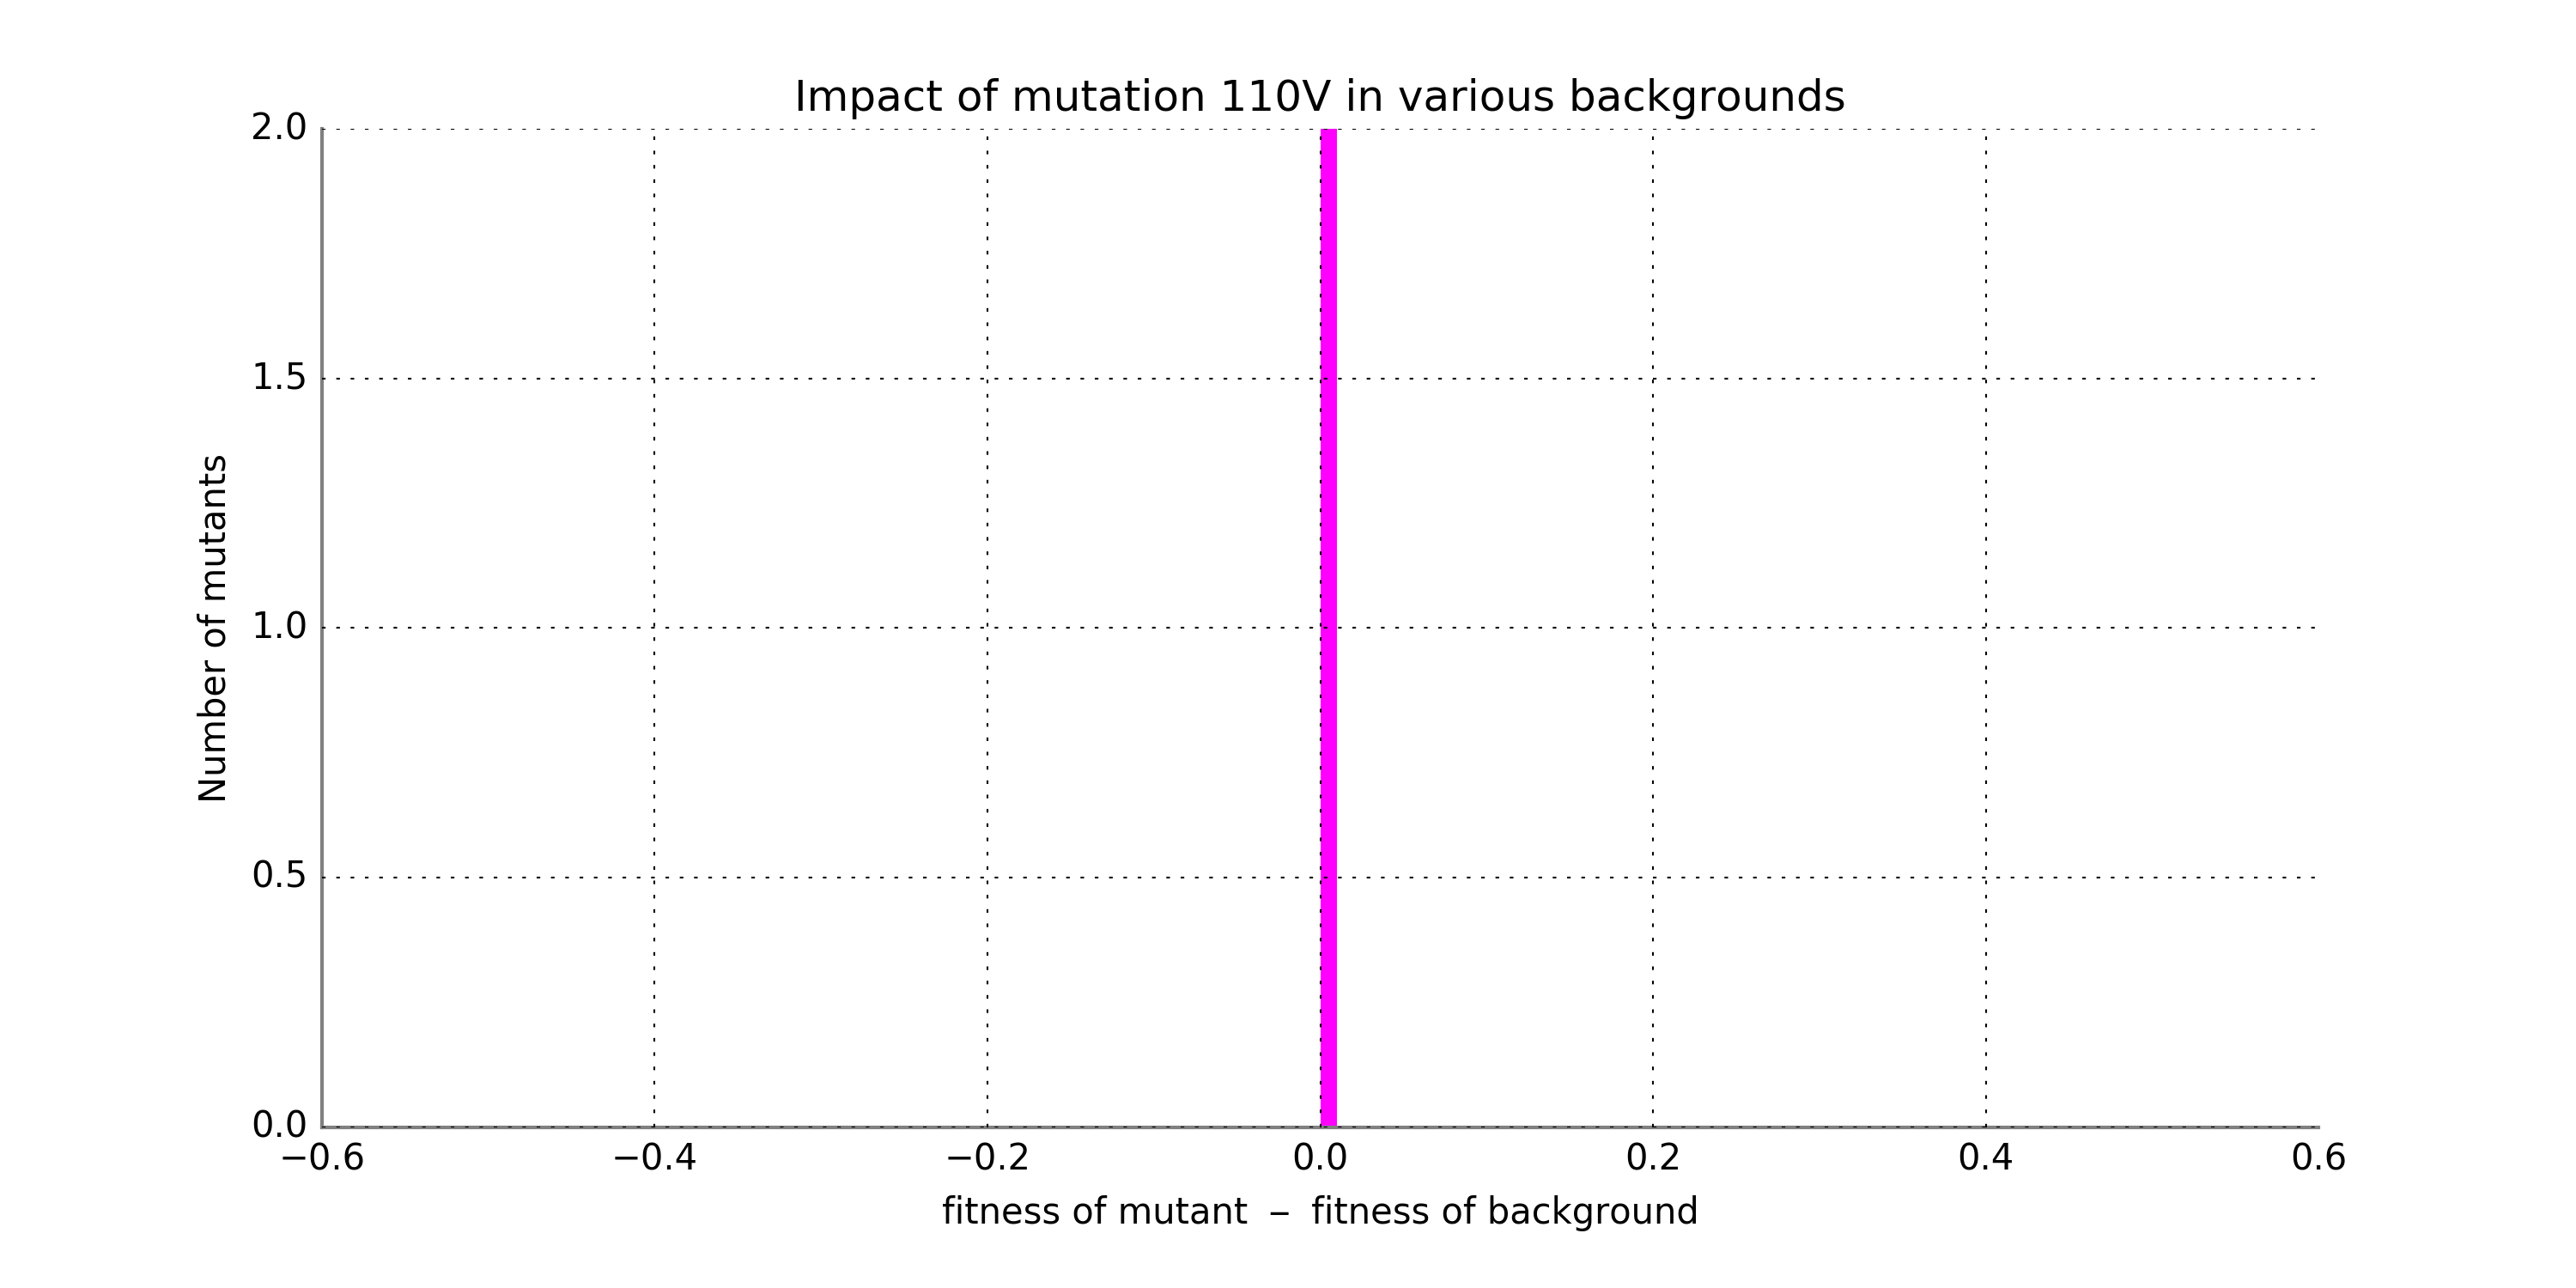 Impact of mutation 110V in various backgrounds
2.0
1.5
1.0
0.5
0.0
Number of mutants
−0.6 −0.4 −0.2 0.0 0.2 0.4 0.6
fitness of mutant − fitness of background